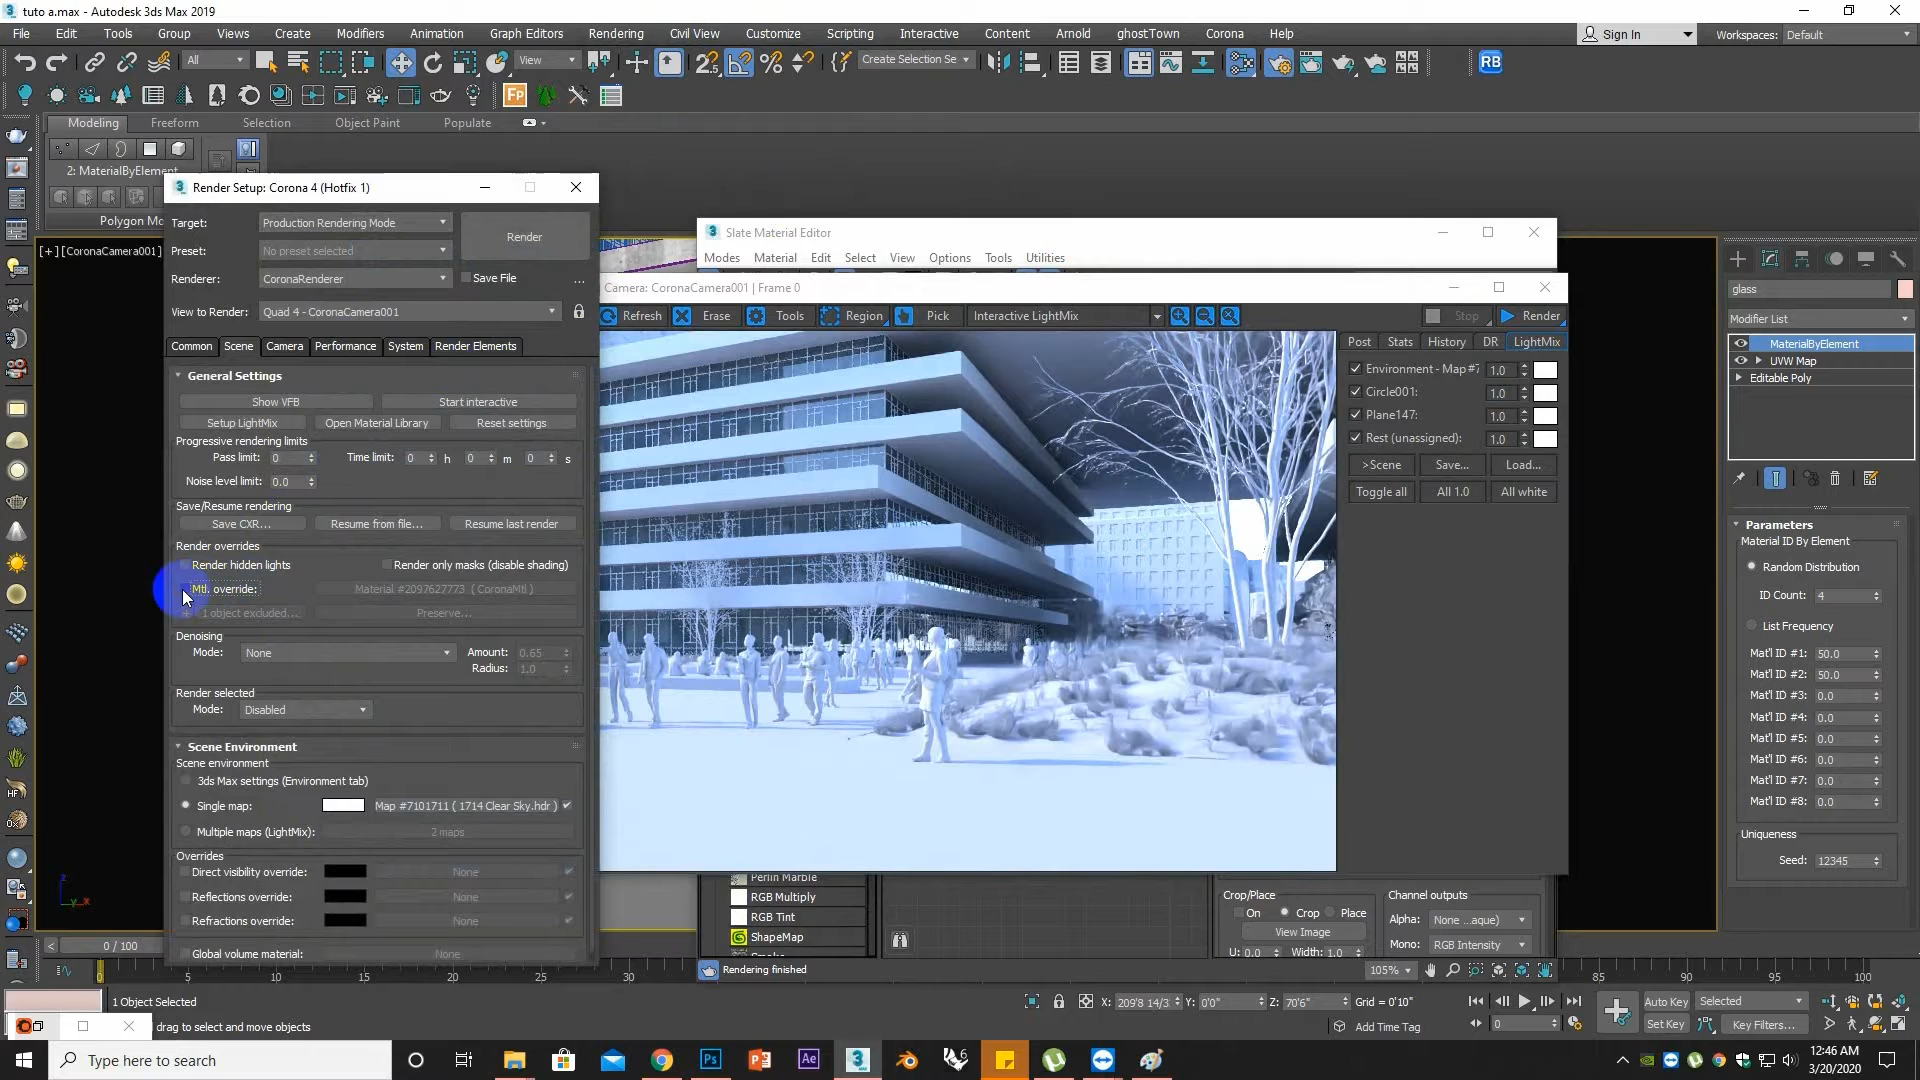 tuto a.max - Autodesk 3ds Max 2019
File Edit Tools Group Views Create Modifiers Animation Graph Editors Rendering Civil View Customize Scripting Interactive Content Arnold ghostTown Corona Help
Sign In Workspaces: Default
All View Create Selection Se RB
Fp
Modeling Freeform Selection Object Paint Populate
2: MaterialByElement
Polygon Mo
[+][CoronaCamera001]
Render Setup: Corona 4 (Hotfix 1)
Target: Production Rendering Mode
Render
Preset: No preset selected
Renderer: CoronaRenderer Save File ...
View to Render: Quad 4 - CoronaCamera001
Common Scene Camera Performance System Render Elements
General Settings
Show VFB Start interactive
Setup LightMix Open Material Library Reset settings
Progressive rendering limits
Pass limit: 0 Time limit: 0 h 0 m 0 s
Noise level limit: 0.0
Save/Resume rendering
Save CXR... Resume from file... Resume last render
Render overrides
Render hidden lights Render only masks (disable shading)
Mtl. override: Material #2097627773 ( CoronaMtl )
1 object excluded... Preserve...
Denoising
Mode: None Amount: 0.65
Radius: 1.0
Render selected
Mode: Disabled
Scene Environment
Scene environment
3ds Max settings (Environment tab)
Single map: Map #7101711 ( 1714 Clear Sky.hdr )
Multiple maps (LightMix): 2 maps
Overrides
Direct visibility override: None
Reflections override: None
Refractions override: None
Global volume material: None
Slate Material Editor
Modes Material Edit Select View Options Tools Utilities
Camera: CoronaCamera001 | Frame 0
Refresh Erase Tools Region Pick Interactive LightMix Stop Render
Post Stats History DR LightMix
Environment - Map #7 1.0
Circle001: 1.0
Plane147: 1.0
Rest (unassigned): 1.0
>Scene Save... Load...
Toggle all All 1.0 All white
Perlin Marble
RGB Multiply
RGB Tint
ShapeMap
Rendering finished
Crop/Place
On Crop Place
View Image
U: 0.0 Width: 1.0
Channel outputs
Alpha: None ...aque)
Mono: RGB Intensity
105%
glass
Modifier List
MaterialByElement
UVW Map
Editable Poly
Parameters
Material ID By Element
Random Distribution
ID Count: 4
List Frequency
Mat'l ID #1: 50.0
Mat'l ID #2: 50.0
Mat'l ID #3: 0.0
Mat'l ID #4: 0.0
Mat'l ID #5: 0.0
Mat'l ID #6: 0.0
Mat'l ID #7: 0.0
Mat'l ID #8: 0.0
Uniqueness
Seed: 12345
z
y x
< 0 / 100
0 5 10 15 20 25 30 85 90 95 100
1 Object Selected
X: 209'8 14/3 Y: 0'0" Z: 70'6" Grid = 0'10"
Auto Key Selected
drag to select and move objects
Add Time Tag
0
Set Key Key Filters...
Type here to search
Ps Ae 3 6
12:46 AM
3/20/2020